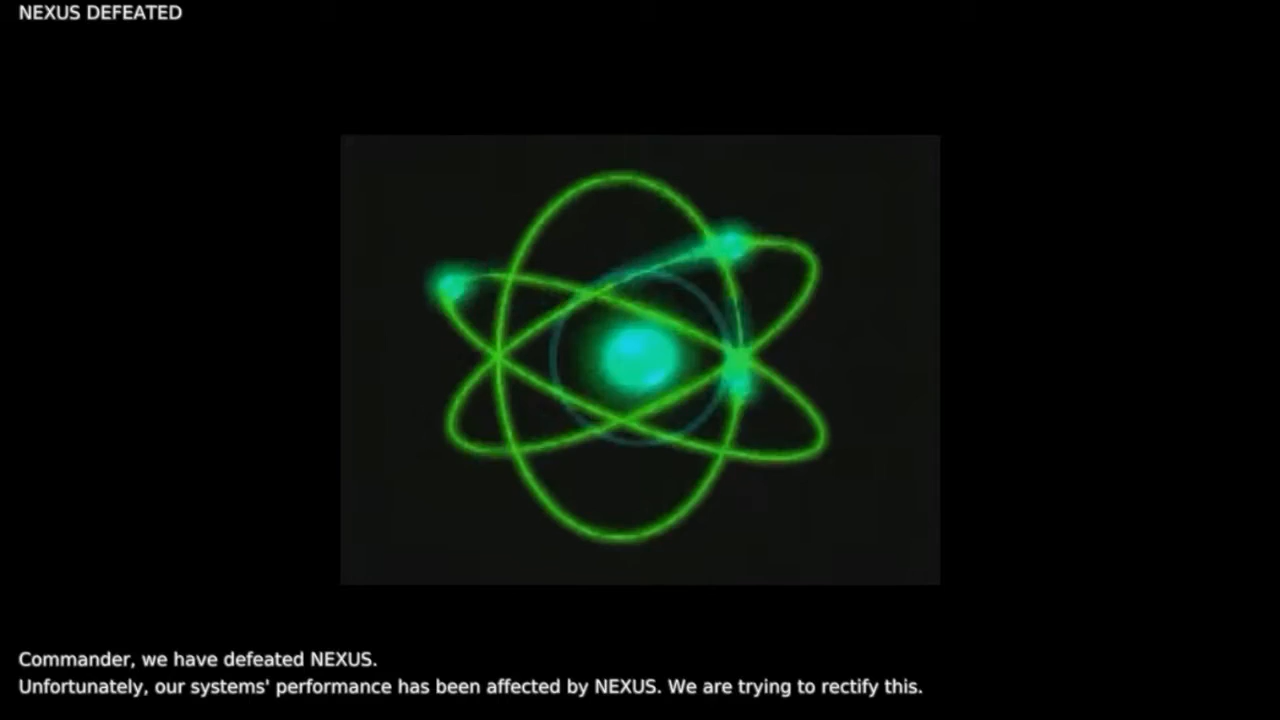 NEXUS DEFEATED
Commander, we have defeated NEXUS.
Unfortunately, our systems' performance has been affected by NEXUS. We are trying to rectify this.